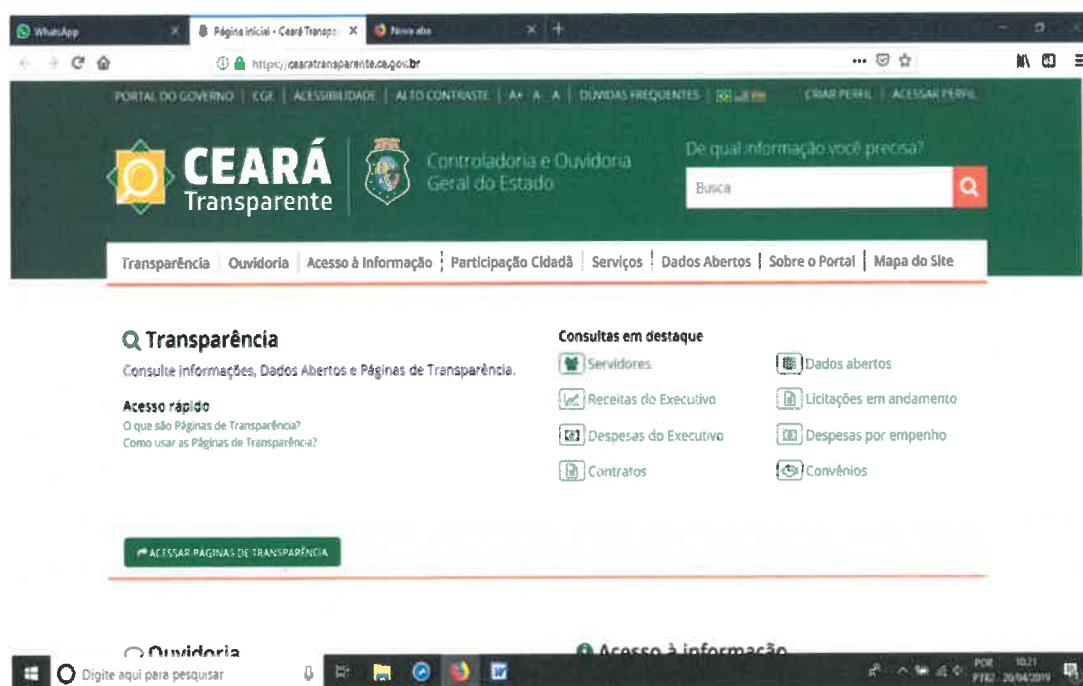 WhatsApp
Página inicial - Ceará Transpar
Nova aba
https://cearatransparente.ce.gov.br
PORTAL DO GOVERNO | CGE | ACESSIBILIDADE | ALTO CONTRASTE | A+ A A | DÚVIDAS FREQUENTES
CRIAR PERFIL | ACESSAR PERFIL
CEARÁ
Transparente
Controladoria e Ouvidoria
Geral do Estado
De qual informação você precisa?
Busca
Transparência | Ouvidoria | Acesso à Informação | Participação Cidadã | Serviços | Dados Abertos | Sobre o Portal | Mapa do Site
Transparência
Consulte informações, Dados Abertos e Páginas de Transparência.
Acesso rápido
O que são Páginas de Transparência?
Como usar as Páginas de Transparência?
Consultas em destaque
Servidores
Dados abertos
Receitas do Executivo
Licitações em andamento
Despesas do Executivo
Despesas por empenho
Contratos
Convênios
ACESSAR PÁGINAS DE TRANSPARÊNCIA
Ouvidoria
Acesso à informação
Digite aqui para pesquisar
POR
PTB2
10:21
20/04/2019